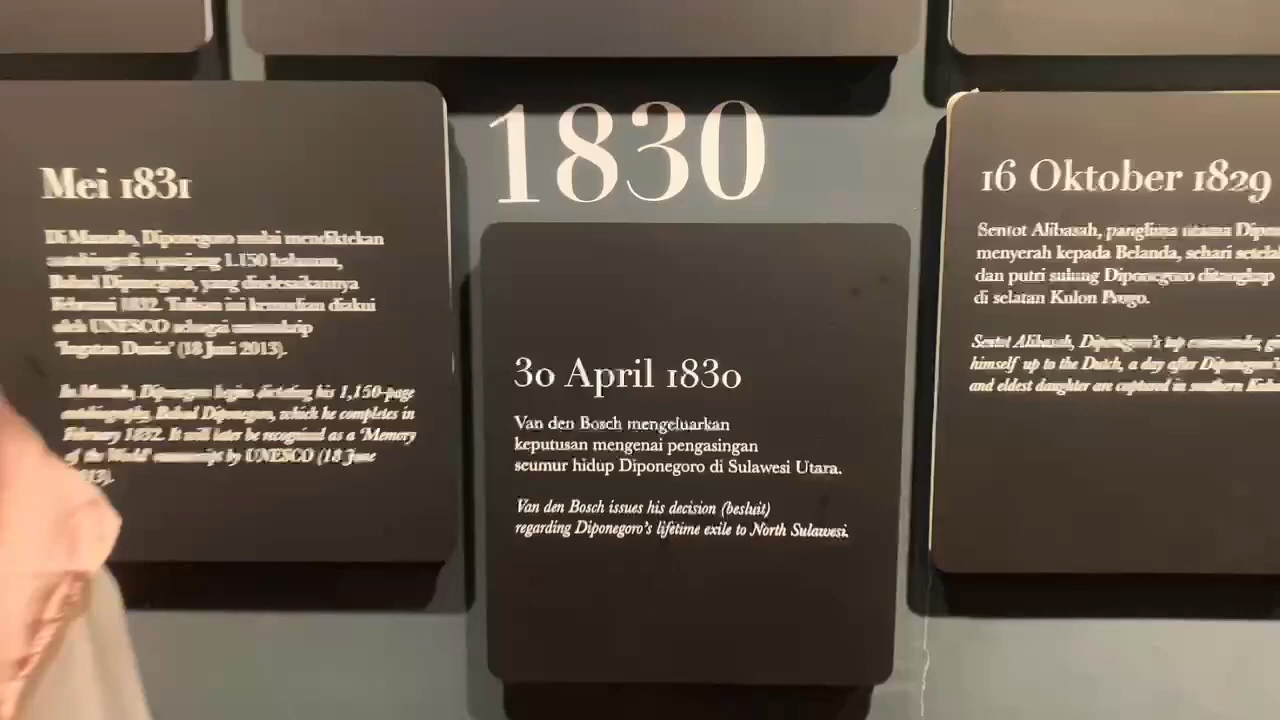 Mei 1831
Di Manado, Diponegoro mulai mendiktekan
autobiografi sepanjang 1.150 halaman,
Babad Diponegoro, yang diselesaikannya
Februari 1832. Tulisan ini kemudian diakui
oleh UNESCO sebagai manuskrip
'Ingatan Dunia' (18 Juni 2013).
In Manado, Diponegoro begins dictating his 1,150-page
autobiography, Babad Diponegoro, which he completes in
February 1832. It will later be recognized as a 'Memory
of the World' manuscript by UNESCO (18 June
1830
30 April 1830
Van den Bosch mengeluarkan
keputusan mengenai pengasingan
seumur hidup Diponegoro di Sulawesi Utara.
Van den Bosch issues his decision (besluit)
regarding Diponegoro's lifetime exile to North Sulawesi.
16 Oktober 1829
Sentot Alibasah, panglima utama
menyerah kepada Belanda, sehari
dan putri sulung Diponegoro ditangkap
di selatan Kulon Progo.
Sentot Alibasah, Diponegoro's top commander,
himself up to the Dutch, a day after
and eldest daughter are captured in southern